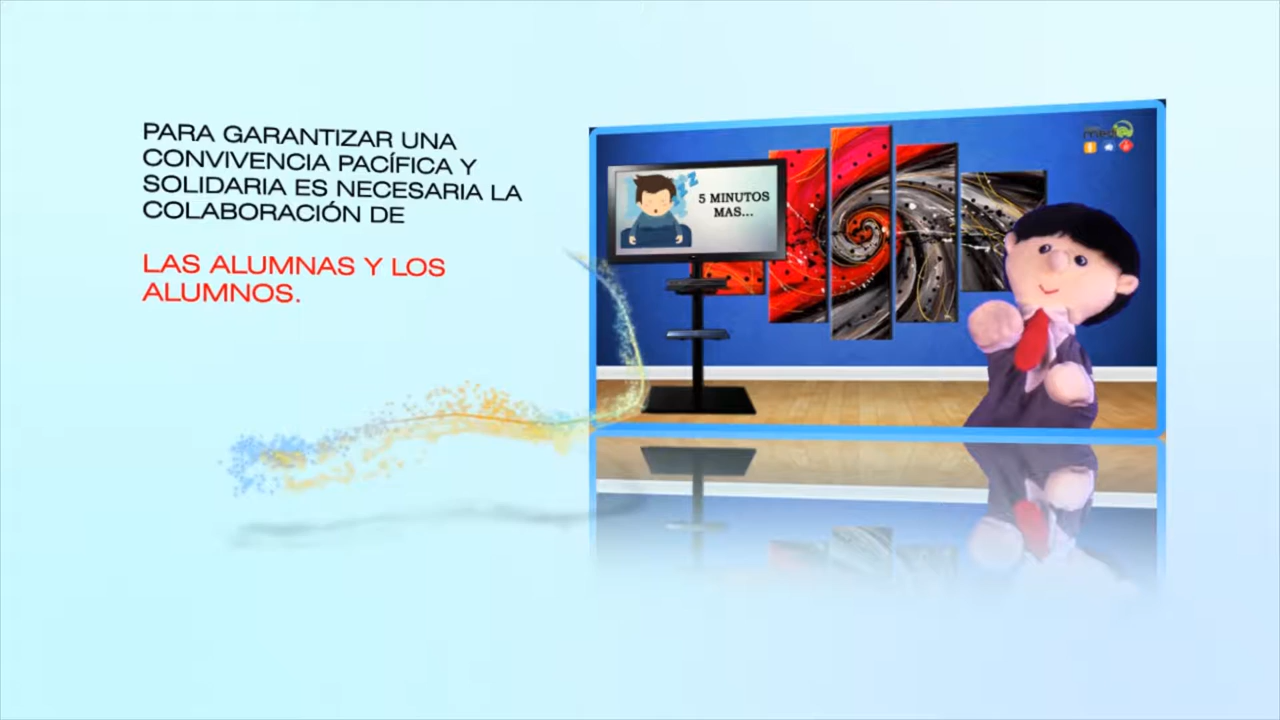 PARA GARANTIZAR UNA
CONVIVENCIA PACÍFICA Y
SOLIDARIA ES NECESARIA LA
COLABORACIÓN DE
LAS ALUMNAS Y LOS
ALUMNOS.
5 MINUTOS
MAS...